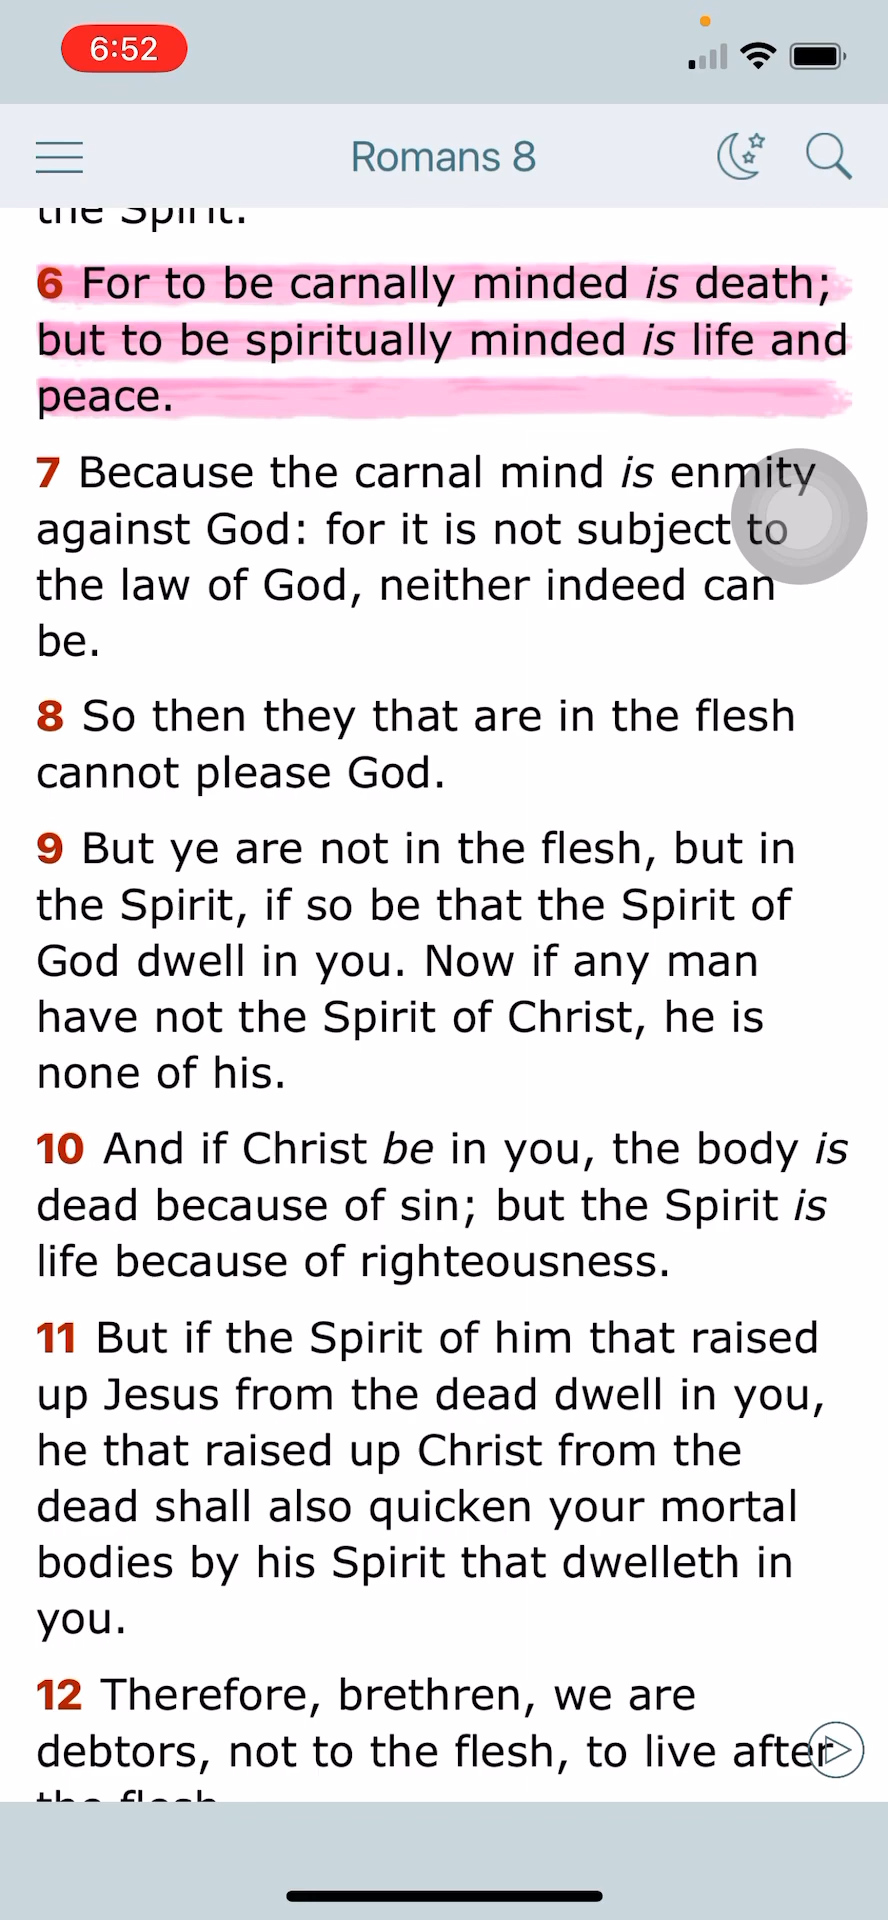 6:52
Romans 8
the Spirit.
6 For to be carnally minded is death;
but to be spiritually minded is life and
peace.
7 Because the carnal mind is enmity
against God: for it is not subject to
the law of God, neither indeed can
be.
8 So then they that are in the flesh
cannot please God.
9 But ye are not in the flesh, but in
the Spirit, if so be that the Spirit of
God dwell in you. Now if any man
have not the Spirit of Christ, he is
none of his.
10 And if Christ be in you, the body is
dead because of sin; but the Spirit is
life because of righteousness.
11 But if the Spirit of him that raised
up Jesus from the dead dwell in you,
he that raised up Christ from the
dead shall also quicken your mortal
bodies by his Spirit that dwelleth in
you.
12 Therefore, brethren, we are
debtors, not to the flesh, to live after
the flesh